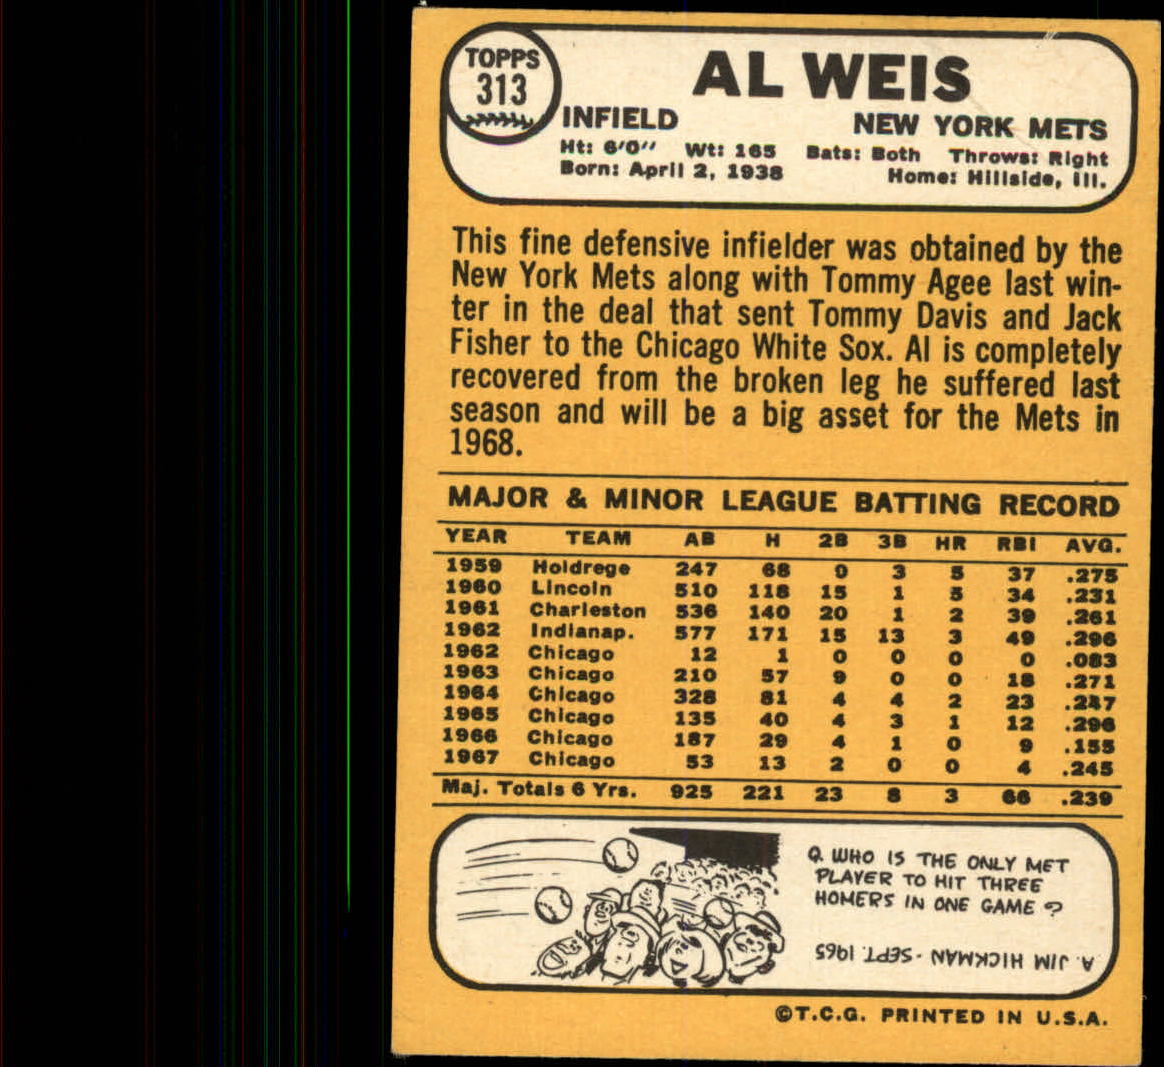 TOPPS
313
AL WEIS
INFIELD NEW YORK METS
Ht: 6'0" Wt: 165 Bats: Both Throws: Right
Born: April 2, 1938 Home: Hillside, Ill.
This fine defensive infielder was obtained by the
New York Mets along with Tommy Agee last win-
ter in the deal that sent Tommy Davis and Jack
Fisher to the Chicago White Sox. Al is completely
recovered from the broken leg he suffered last
season and will be a big asset for the Mets in
1968.
MAJOR & MINOR LEAGUE BATTING RECORD
YEAR TEAM AB H 2B 3B HR RBI AVG.
1959 Holdrege 247 68 9 3 5 37 .275
1960 Lincoln 510 118 15 1 5 34 .231
1961 Charleston 536 140 20 1 2 39 .261
1962 Indianap. 577 171 15 13 3 49 .296
1962 Chicago 12 1 0 0 0 0 .083
1963 Chicago 210 57 9 0 0 18 .271
1964 Chicago 328 81 4 4 2 23 .247
1965 Chicago 135 40 4 3 1 12 .296
1966 Chicago 187 29 4 1 0 9 .155
1967 Chicago 53 13 2 0 0 4 .245
Maj. Totals 6 Yrs. 925 221 23 8 3 66 .239
Q. WHO IS THE ONLY MET
PLAYER TO HIT THREE
HOMERS IN ONE GAME?
A. JIM HICKMAN - SEPT. 1965
©T.C.G. PRINTED IN U.S.A.